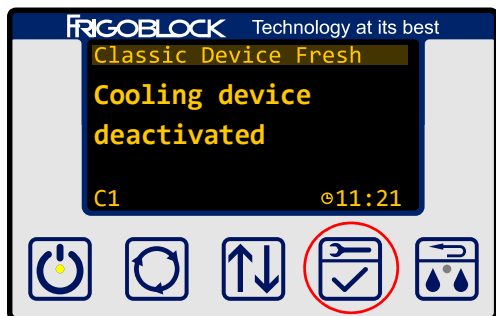 FRIGOBLOCK Technology at its best
Classic Device Fresh
Cooling device
deactivated
C1 11:21